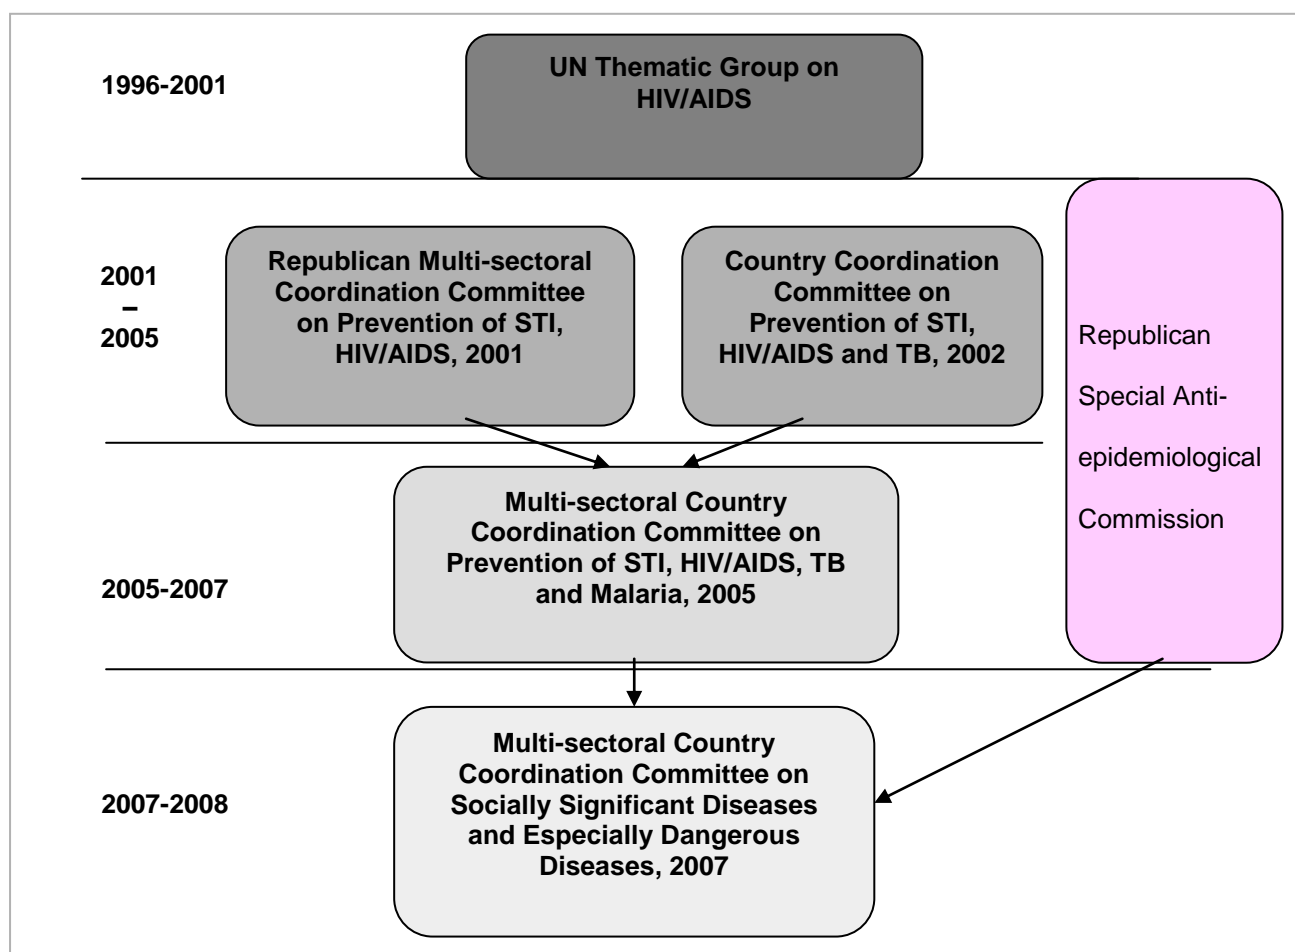 1996-2001
UN Thematic Group on
HIV/AIDS
2001
–
2005
Republican Multi-sectoral
Coordination Committee
on Prevention of STI,
HIV/AIDS, 2001
Country Coordination
Committee on
Prevention of STI,
HIV/AIDS and TB, 2002
Republican
Special Anti-
epidemiological
Commission
2005-2007
Multi-sectoral Country
Coordination Committee on
Prevention of STI, HIV/AIDS, TB
and Malaria, 2005
2007-2008
Multi-sectoral Country
Coordination Committee on
Socially Significant Diseases
and Especially Dangerous
Diseases, 2007